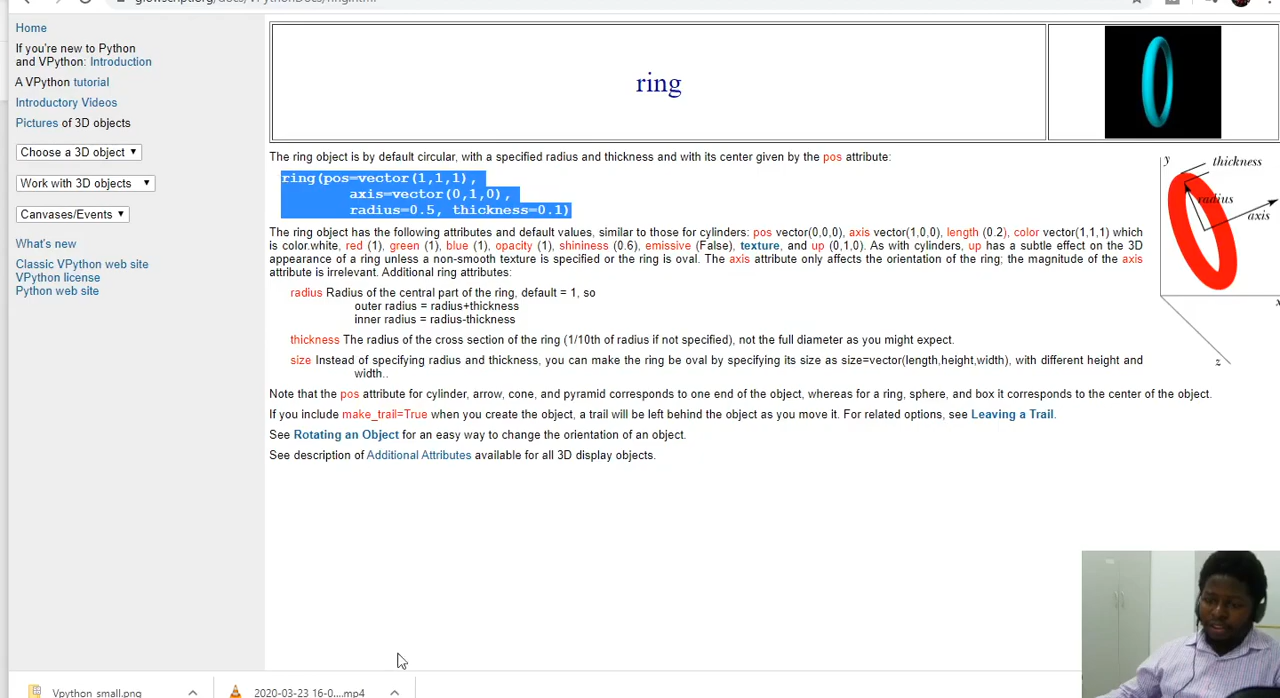 Home
If you're new to Python
and VPython: Introduction
A VPython tutorial
Introductory Videos
Pictures of 3D objects
Choose a 3D object
Work with 3D objects
Canvases/Events
What's new
Classic VPython web site
VPython license
Python web site
ring
The ring object is by default circular, with a specified radius and thickness and with its center given by the pos attribute:
ring(pos=vector(1,1,1),
axis=vector(0,1,0),
radius=0.5, thickness=0.1)
The ring object has the following attributes and default values, similar to those for cylinders: pos vector(0,0,0), axis vector(1,0,0), length (0.2), color vector(1,1,1) which
is color.white, red (1), green (1), blue (1), opacity (1), shininess (0.6), emissive (False), texture, and up (0,1,0). As with cylinders, up has a subtle effect on the 3D
appearance of a ring unless a non-smooth texture is specified or the ring is oval. The axis attribute only affects the orientation of the ring; the magnitude of the axis
attribute is irrelevant. Additional ring attributes:
radius Radius of the central part of the ring, default = 1, so
outer radius = radius+thickness
inner radius = radius-thickness
thickness The radius of the cross section of the ring (1/10th of radius if not specified), not the full diameter as you might expect.
size Instead of specifying radius and thickness, you can make the ring be oval by specifying its size as size=vector(length,height,width), with different height and
width..
Note that the pos attribute for cylinder, arrow, cone, and pyramid corresponds to one end of the object, whereas for a ring, sphere, and box it corresponds to the center of the object.
If you include make_trail=True when you create the object, a trail will be left behind the object as you move it. For related options, see Leaving a Trail.
See Rotating an Object for an easy way to change the orientation of an object.
See description of Additional Attributes available for all 3D display objects.
y
thickness
radius
axis
x
z
Vpython small.png
2020-03-23 16-0....mp4